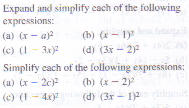 Expand and simplify each of the following
expressions:
(a) (x − a)² (b) (x − 1)²
(c) (1 − 3x)² (d) (3x − 2)²
Simplify each of the following expressions:
(a) (x − 2c)² (b) (x − 2)²
(c) (1 − 4x)² (d) (3x − 1)²